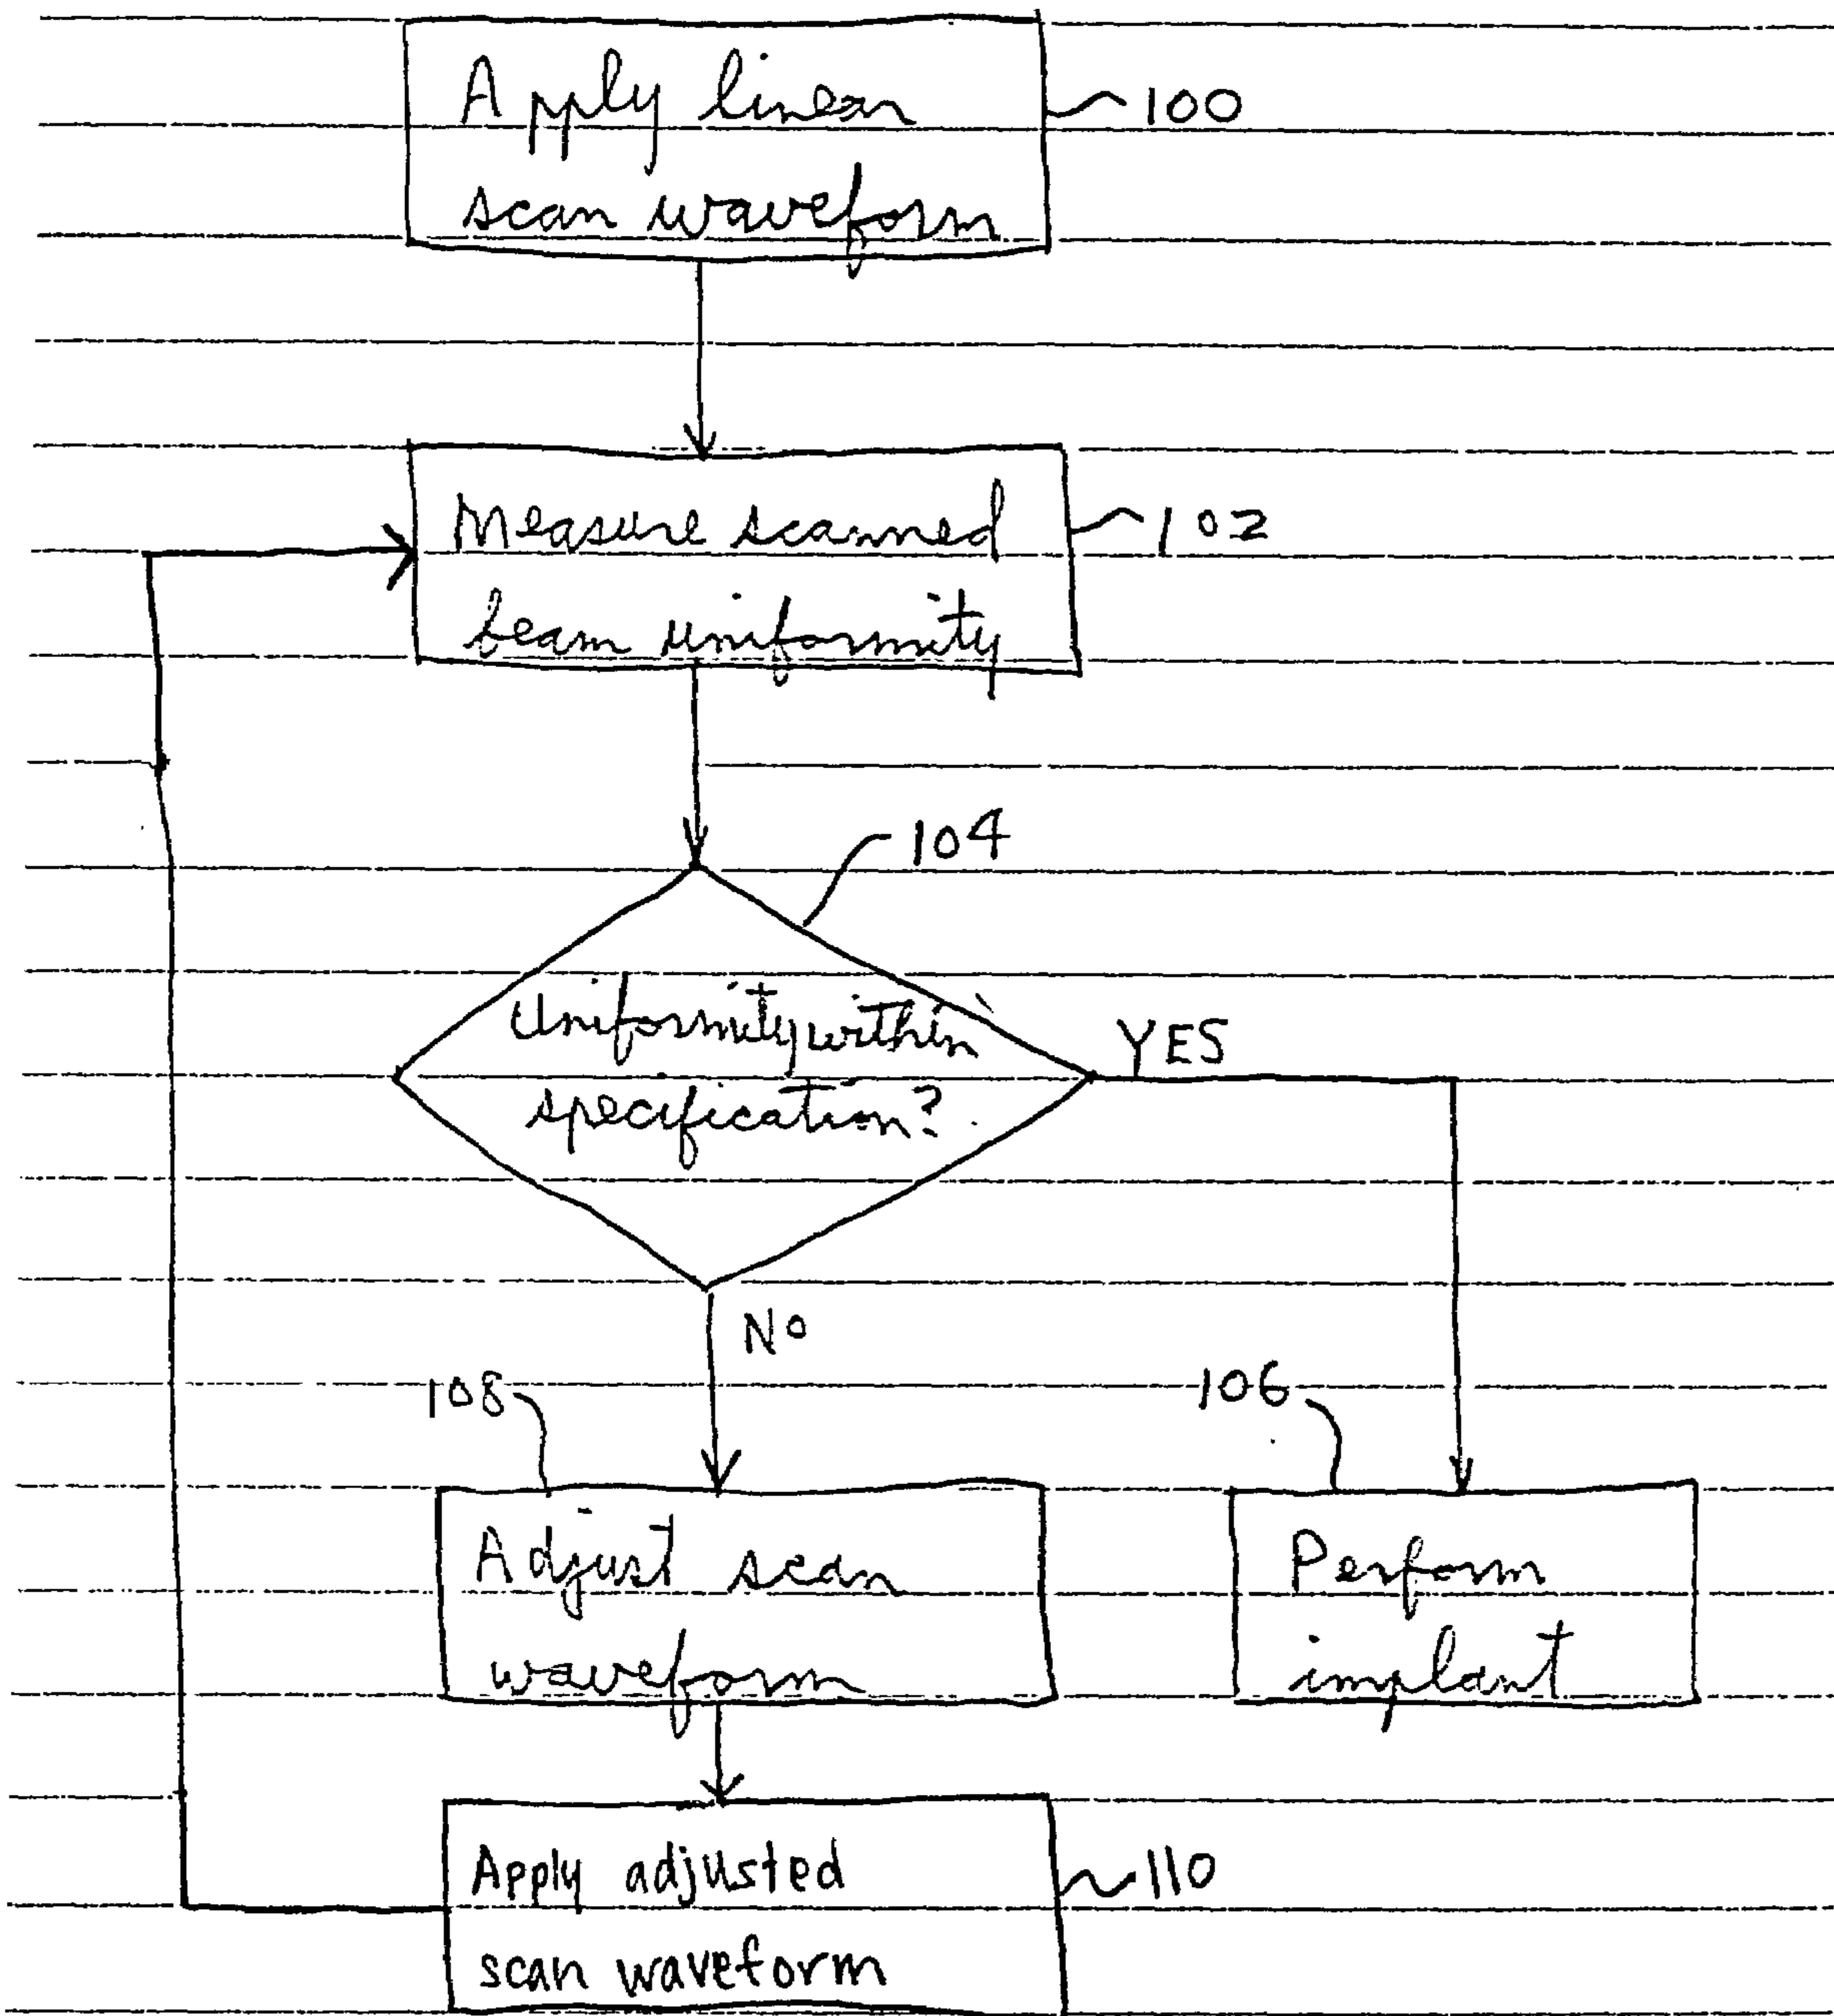 Apply linear
scan waveform
100
Measure scanned
beam uniformity
102
104
Uniformity within
specification?
YES
No
108
106
Adjust scan
waveform
Perform
implant
Apply adjusted
scan waveform
110